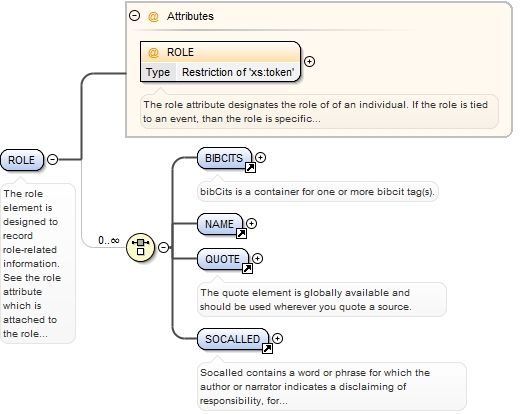 @ Attributes
@ ROLE
Type Restriction of 'xs:token'
The role attribute designates the role of of an individual. If the role is tied
to an event, than the role is specific...
ROLE
The role
element is
designed to
record
role-related
information.
See the role
attribute
which is
attached to
the role...
0..∞
BIBCITS
bibCits is a container for one or more bibcit tag(s).
NAME
QUOTE
The quote element is globally available and
should be used wherever you quote a source.
SOCALLED
Socalled contains a word or phrase for which the
author or narrator indicates a disclaiming of
responsibility, for...